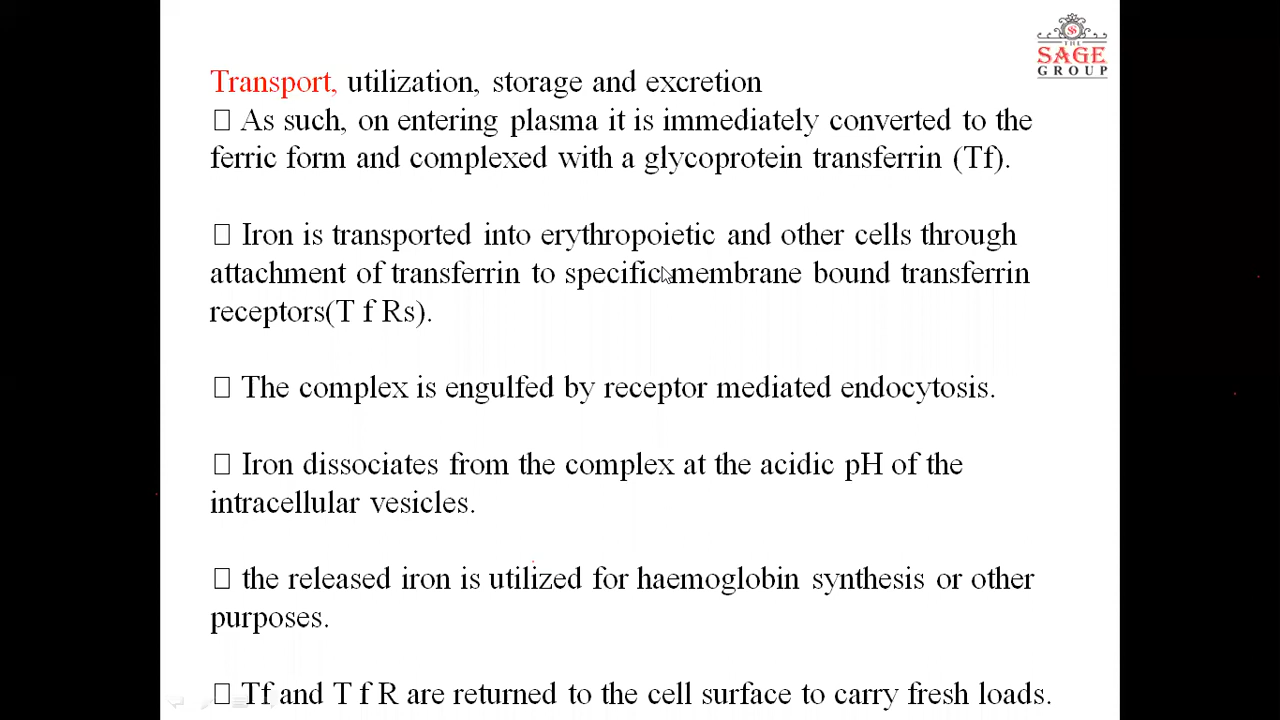 THE
SAGE
GROUP
Transport, utilization, storage and excretion
□ As such, on entering plasma it is immediately converted to the
ferric form and complexed with a glycoprotein transferrin (Tf).
□ Iron is transported into erythropoietic and other cells through
attachment of transferrin to specific membrane bound transferrin
receptors(T f Rs).
□ The complex is engulfed by receptor mediated endocytosis.
□ Iron dissociates from the complex at the acidic pH of the
intracellular vesicles.
□ the released iron is utilized for haemoglobin synthesis or other
purposes.
□ Tf and T f R are returned to the cell surface to carry fresh loads.